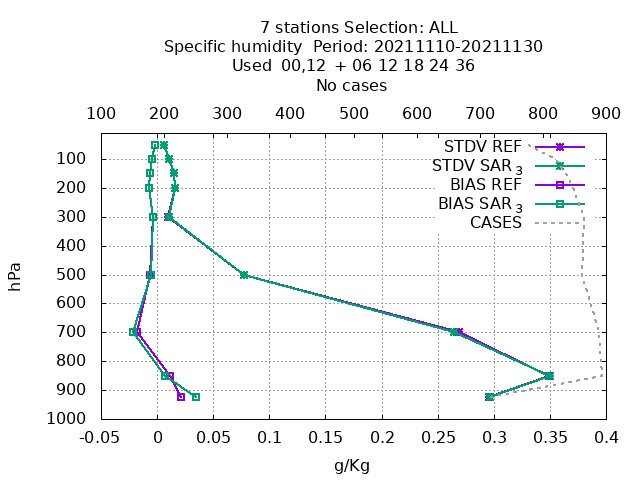 7 stations Selection: ALL
Specific humidity  Period: 20211110-20211130
Used  00,12  + 06 12 18 24 36
No cases
100 200 300 400 500 600 700 800 900
STDV REF
STDV SAR 3
BIAS REF
BIAS SAR 3
CASES
100
200
300
400
500
600
700
800
900
1000
hPa
-0.05 0 0.05 0.1 0.15 0.2 0.25 0.3 0.35 0.4
g/Kg